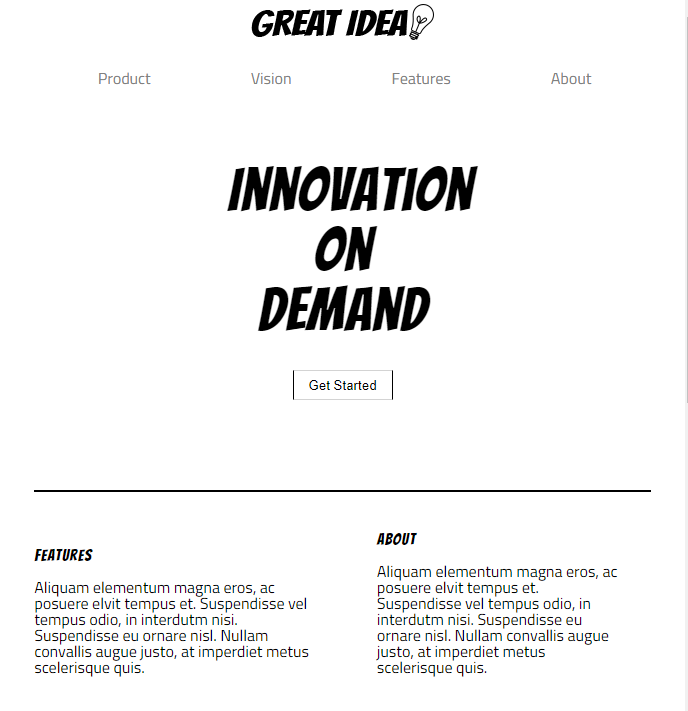 GREAT IDEA
Product Vision Features About
INNOVATION
ON
DEMAND
Get Started
FEATURES
Aliquam elementum magna eros, ac
posuere elvit tempus et. Suspendisse vel
tempus odio, in interdutm nisi.
Suspendisse eu ornare nisl. Nullam
convallis augue justo, at imperdiet metus
scelerisque quis.
ABOUT
Aliquam elementum magna eros, ac
posuere elvit tempus et.
Suspendisse vel tempus odio, in
interdutm nisi. Suspendisse eu
ornare nisl. Nullam convallis augue
justo, at imperdiet metus
scelerisque quis.